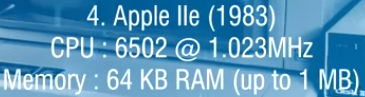 4. Apple IIe (1983)
CPU : 6502 @ 1.023MHz
Memory : 64 KB RAM (up to 1 MB)